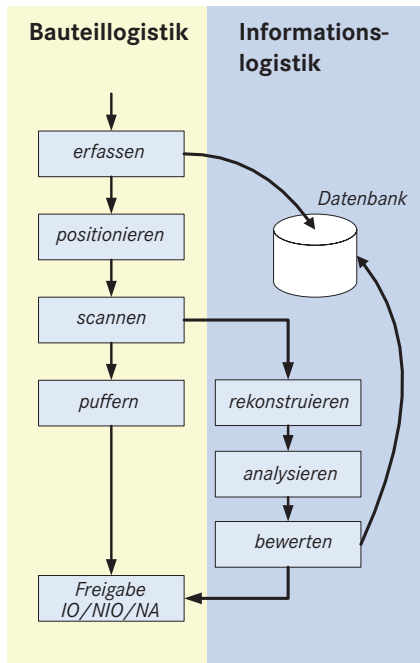 Bauteillogistik
Informations-
logistik
erfassen
Datenbank
positionieren
scannen
puffern
rekonstruieren
analysieren
bewerten
Freigabe
IO/NIO/NA